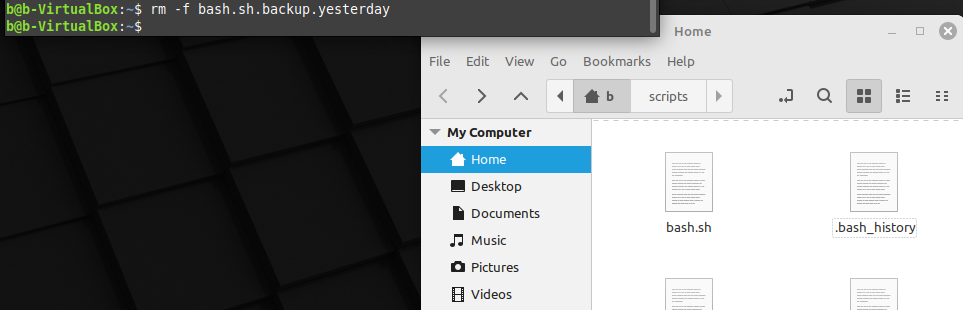 b@b-VirtualBox:~$ rm -f bash.sh.backup.yesterday
b@b-VirtualBox:~$
Home
File Edit View Go Bookmarks Help
b scripts
My Computer
Home
Desktop
Documents
Music
Pictures
Videos
bash.sh .bash_history